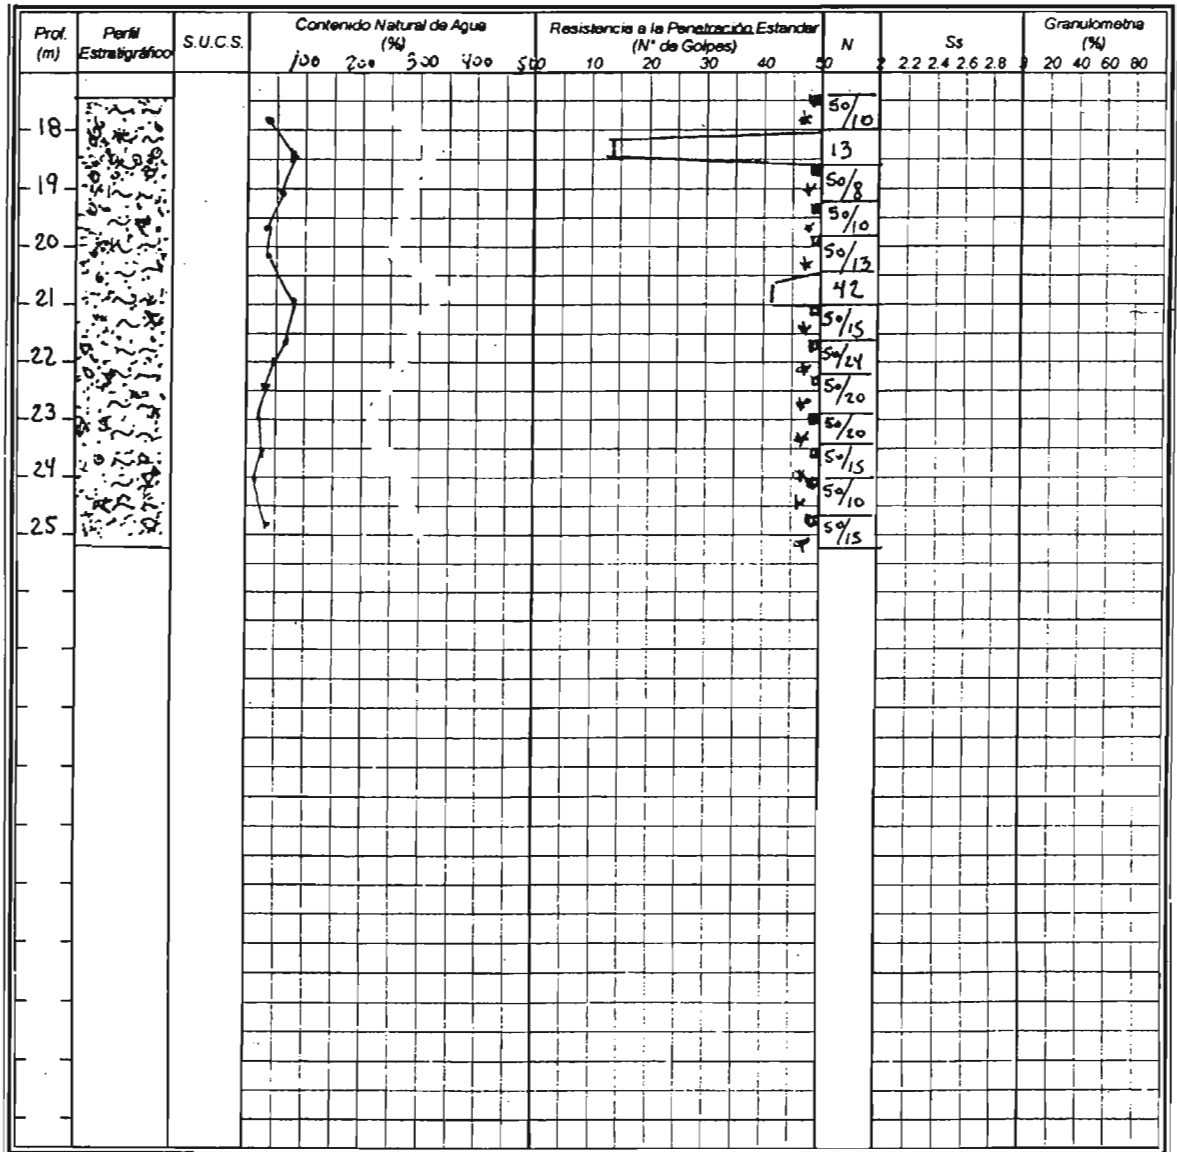 Prof. (m)
Perfil Estratigráfico
S.U.C.S.
Contenido Natural de Agua (%)
100 200 300 400 500
Resistencia a la Penetración Estandar (N° de Golpes)
10 20 30 40 50
N
Ss
2 2.2 2.4 2.6 2.8 3
Granulometria (%)
20 40 60 80
50/10
18
13
19
50/8
50/10
20
50/13
21
42
50/15
22
50/24
50/20
23
50/20
50/15
24
50/10
25
50/15